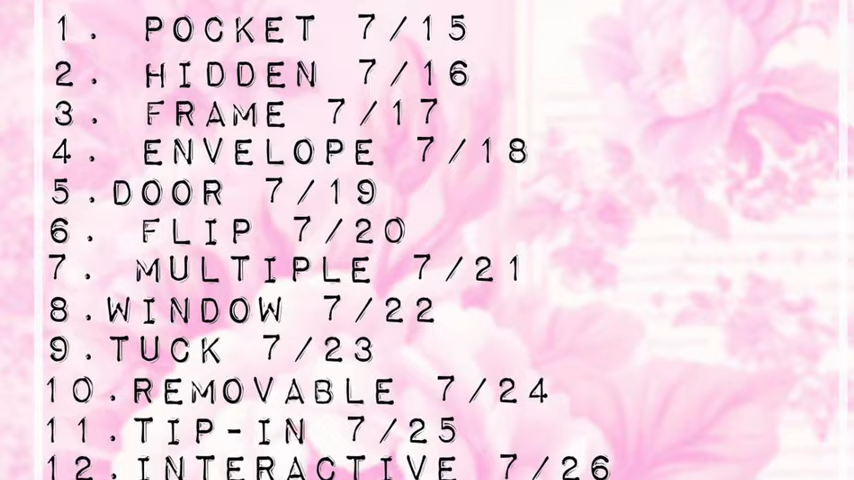 1. POCKET 7/15
2. HIDDEN 7/16
3. FRAME 7/17
4. ENVELOPE 7/18
5.DOOR 7/19
6. FLIP 7/20
7. MULTIPLE 7/21
8.WINDOW 7/22
9.TUCK 7/23
10.REMOVABLE 7/24
11.TIP-IN 7/25
12.INTERACTIVE 7/26